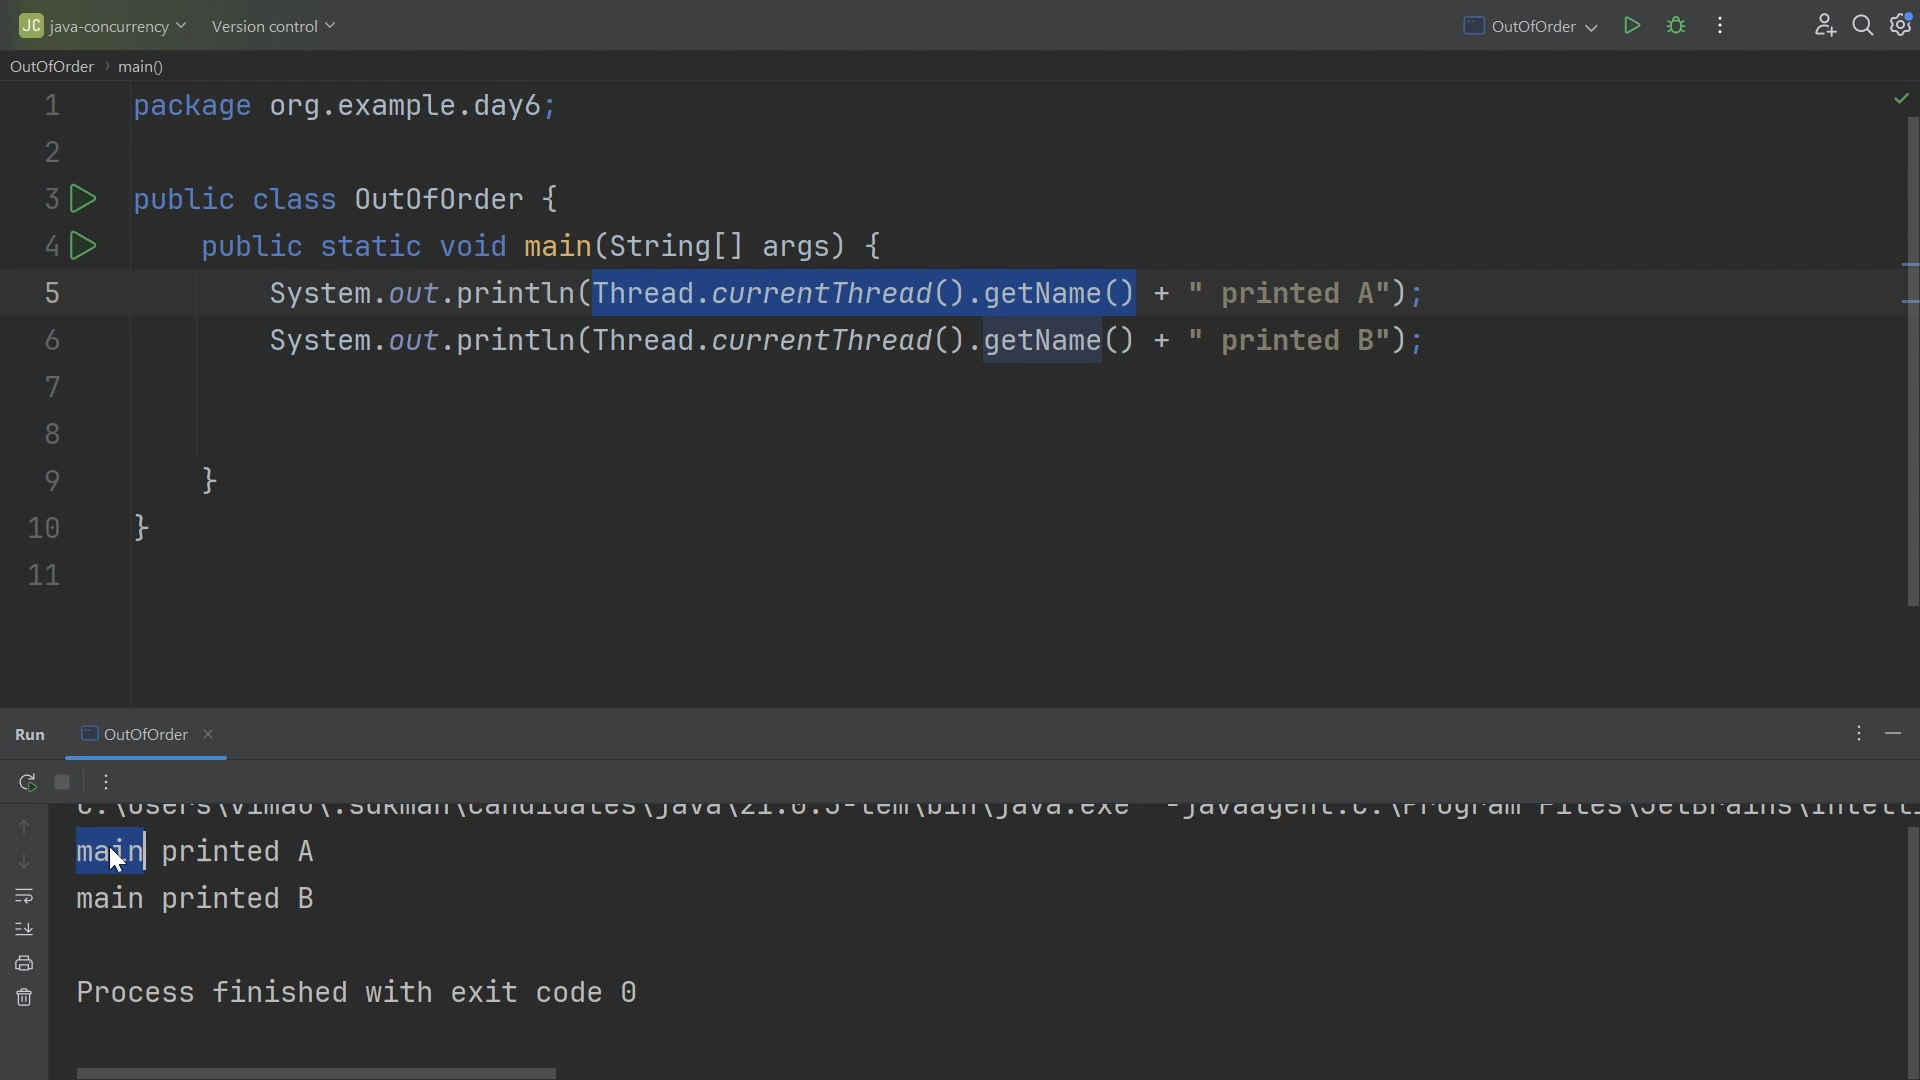 JC java-concurrency Version control OutOfOrder
OutOfOrder › main()
1 package org.example.day6;
2
3 public class OutOfOrder {
4 public static void main(String[] args) {
5 System.out.println(Thread.currentThread().getName() + " printed A");
6 System.out.println(Thread.currentThread().getName() + " printed B");
7
8
9 }
10 }
11
Run OutOfOrder
main printed A
main printed B
Process finished with exit code 0